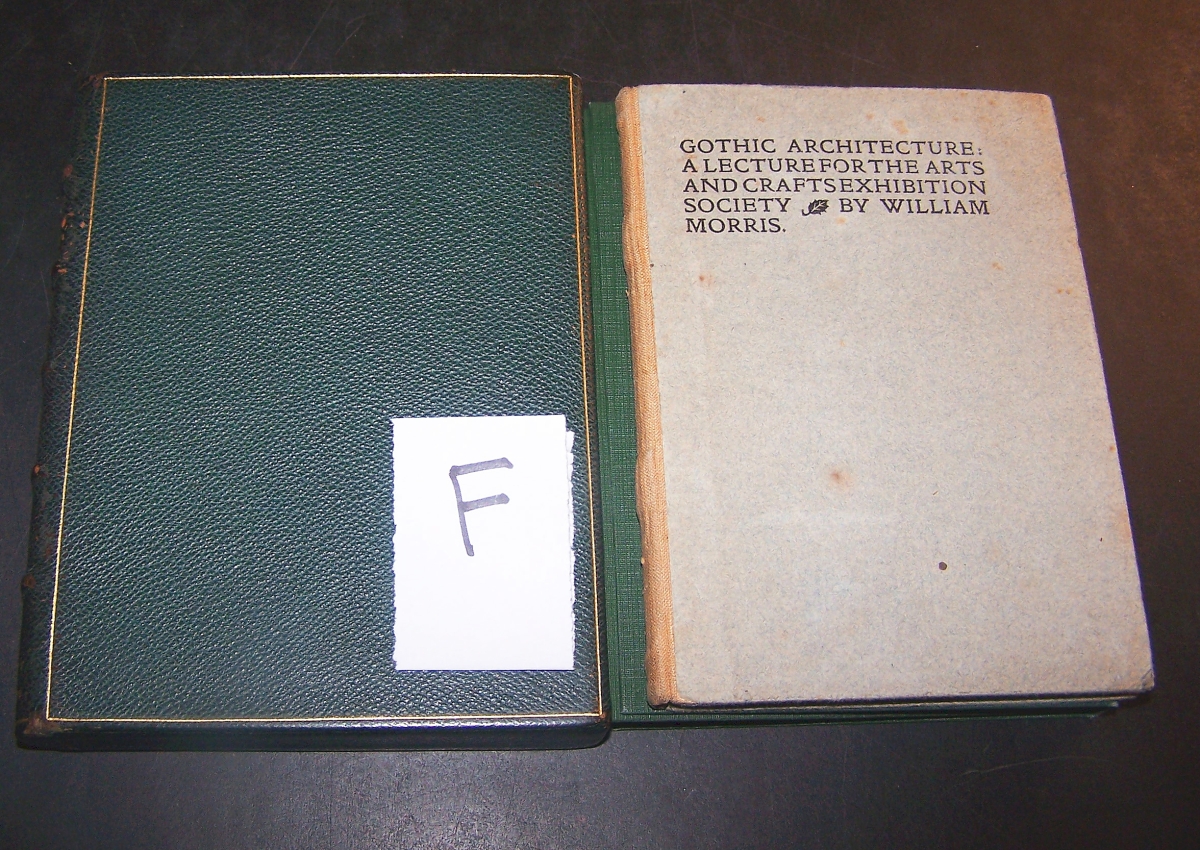 GOTHIC ARCHITECTURE:
A LECTURE FOR THE ARTS
AND CRAFTS EXHIBITION
SOCIETY BY WILLIAM
MORRIS.
F